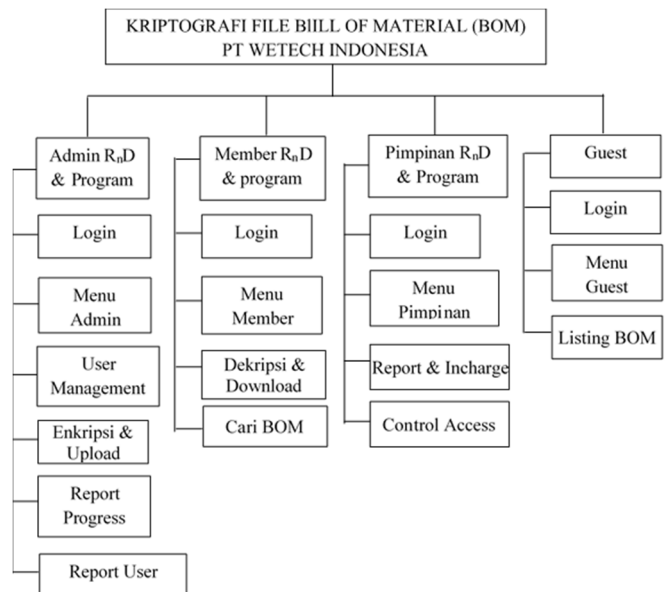 KRIPTOGRAFI FILE BIILL OF MATERIAL (BOM)
PT WETECH INDONESIA
Admin RnD
& Program
Login
Menu
Admin
User
Management
Enkripsi &
Upload
Report
Progress
Report User
Member RnD
& program
Login
Menu
Member
Dekripsi &
Download
Cari BOM
Pimpinan RnD
& Program
Login
Menu
Pimpinan
Report & Incharge
Control Access
Guest
Login
Menu
Guest
Listing BOM